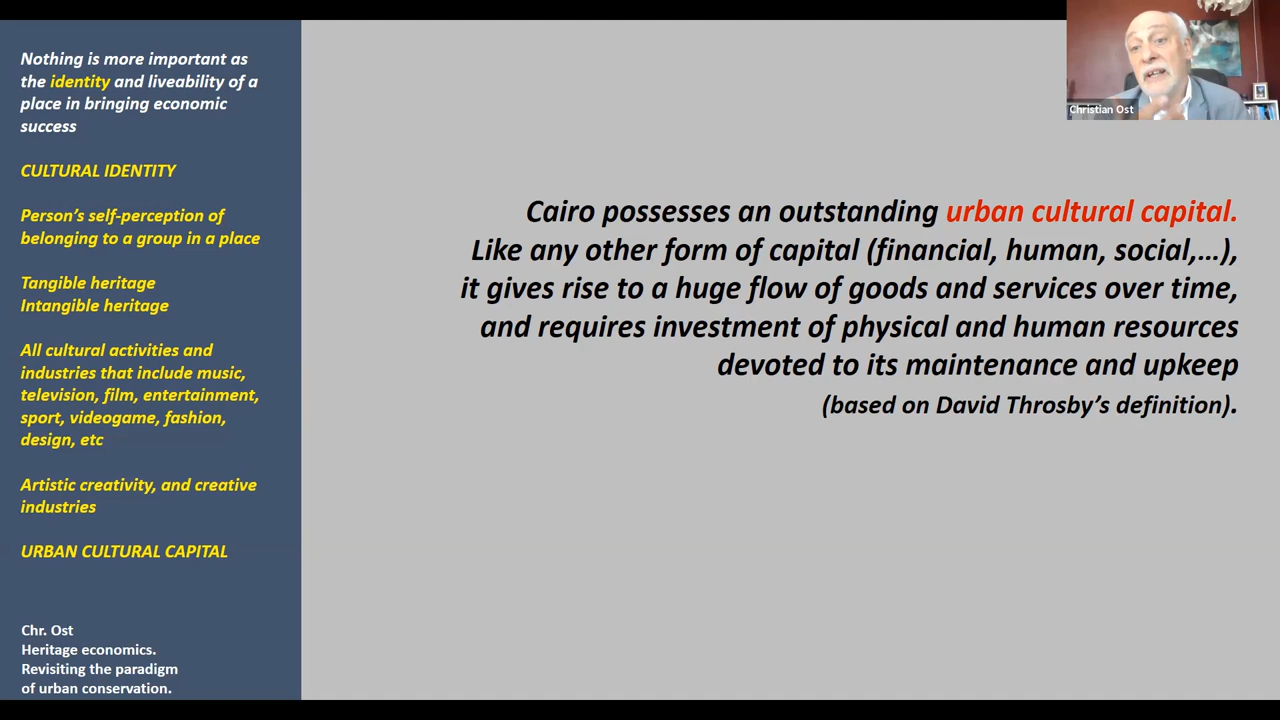 Nothing is more important as
the identity and liveability of a
place in bringing economic
success
CULTURAL IDENTITY
Person's self-perception of
belonging to a group in a place
Tangible heritage
Intangible heritage
All cultural activities and
industries that include music,
television, film, entertainment,
sport, videogame, fashion,
design, etc
Artistic creativity, and creative
industries
URBAN CULTURAL CAPITAL
Chr. Ost
Heritage economics.
Revisiting the paradigm
of urban conservation.
Cairo possesses an outstanding urban cultural capital.
Like any other form of capital (financial, human, social,…),
it gives rise to a huge flow of goods and services over time,
and requires investment of physical and human resources
devoted to its maintenance and upkeep
(based on David Throsby's definition).
Christian Ost